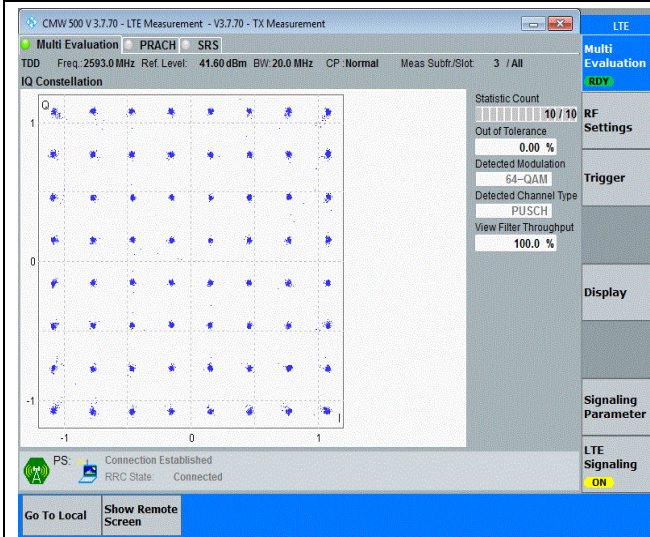 CMW 500 V 3.7.70 - LTE Measurement - V3.7.70 - TX Measurement
LTE
Multi Evaluation PRACH SRS
Multi
Evaluation
RDY
TDD Freq.:2593.0 MHz Ref. Level: 41.60 dBm BW:20.0 MHz CP :Normal Meas Subfr./Slot: 3 / All
IQ Constellation
Statistic Count
10 / 10
Out of Tolerance
0.00 %
Detected Modulation
64-QAM
Detected Channel Type
PUSCH
View Filter Throughput
100.0 %
RF
Settings
Trigger
Display
Signaling
Parameter
LTE
Signaling
ON
Q
1
0
-1
I
-1 0 1
PS: Connection Established
RRC State: Connected
Go To Local
Show Remote
Screen